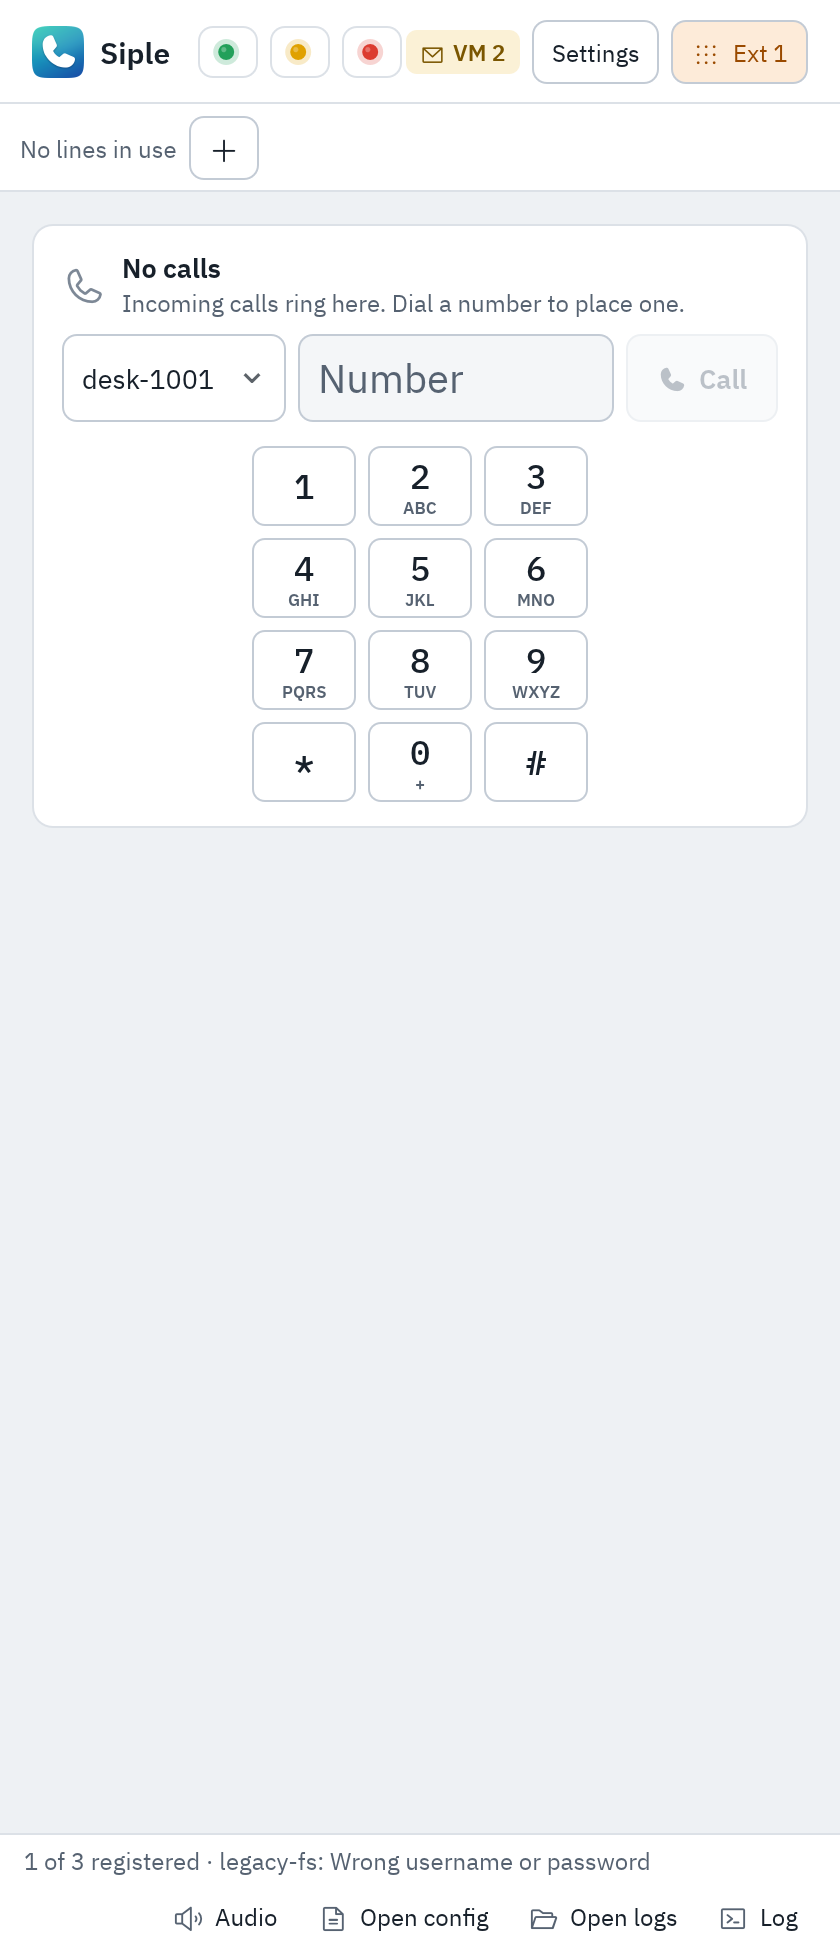 Siple
VM 2
Settings
Ext 1
No lines in use
No calls
Incoming calls ring here. Dial a number to place one.
desk-1001
Number
Call
1
2
ABC
3
DEF
4
GHI
5
JKL
6
MNO
7
PQRS
8
TUV
9
WXYZ
*
0
+
#
1 of 3 registered · legacy-fs: Wrong username or password
Audio
Open config
Open logs
Log